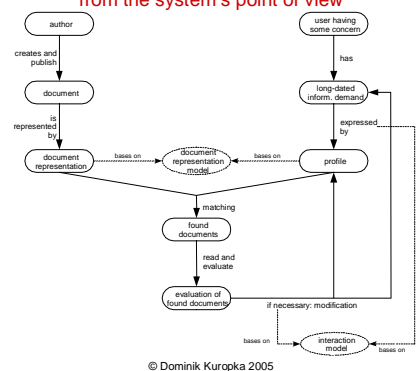 from the system's point of view
author
user having
some concern
creates and
publish
has
document
long-dated
inform. demand
is
represented
by
expressed
by
document
representation
bases on
document
representation
model
bases on
profile
matching
found
documents
read and
evaluate
evaluation of
found documents
if necessary: modification
bases on
interaction
model
bases on
© Dominik Kuropka 2005